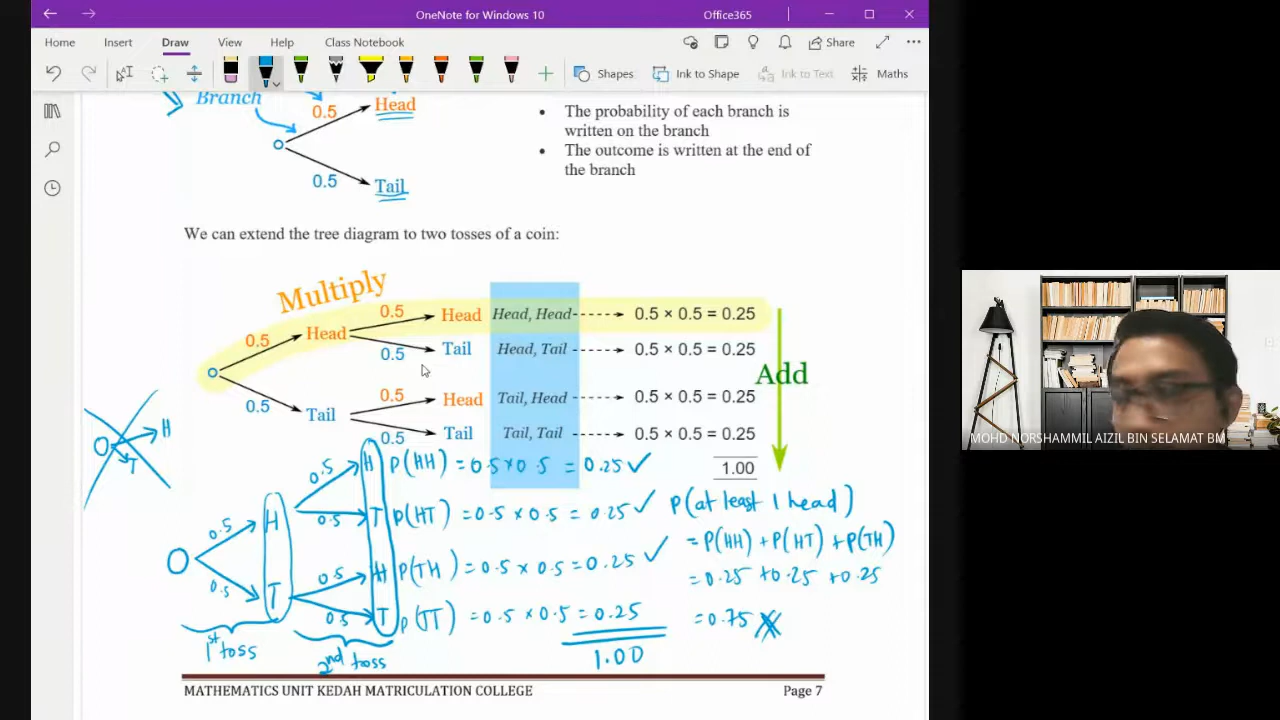 OneNote for Windows 10
Office365
Home Insert Draw View Help Class Notebook
Share
Shapes Ink to Shape Ink to Text Maths
Branch
0.5
Head
0.5
Tail
• The probability of each branch is
written on the branch
• The outcome is written at the end of
the branch
We can extend the tree diagram to two tosses of a coin:
Multiply
0.5 Head 0.5 Head Head, Head 0.5 × 0.5 = 0.25
0.5 Tail Head, Tail 0.5 × 0.5 = 0.25
Add
0.5 Tail 0.5 Head Tail, Head 0.5 × 0.5 = 0.25
0.5 Tail Tail, Tail 0.5 × 0.5 = 0.25
1.00
H
T
0.5 H P(HH) = 0.5 × 0.5 = 0.25 ✓
0.5 H 0.5 T P(HT) = 0.5 × 0.5 = 0.25 ✓
0.5 T 0.5 H P(TH) = 0.5 × 0.5 = 0.25 ✓
0.5 T P(TT) = 0.5 × 0.5 = 0.25
1.00
1st toss
2nd toss
P(at least 1 head)
= P(HH) + P(HT) + P(TH)
= 0.25 + 0.25 + 0.25
= 0.75
MATHEMATICS UNIT KEDAH MATRICULATION COLLEGE Page 7
MOHD NORSHAMMIL AIZIL BIN SELAMAT BM